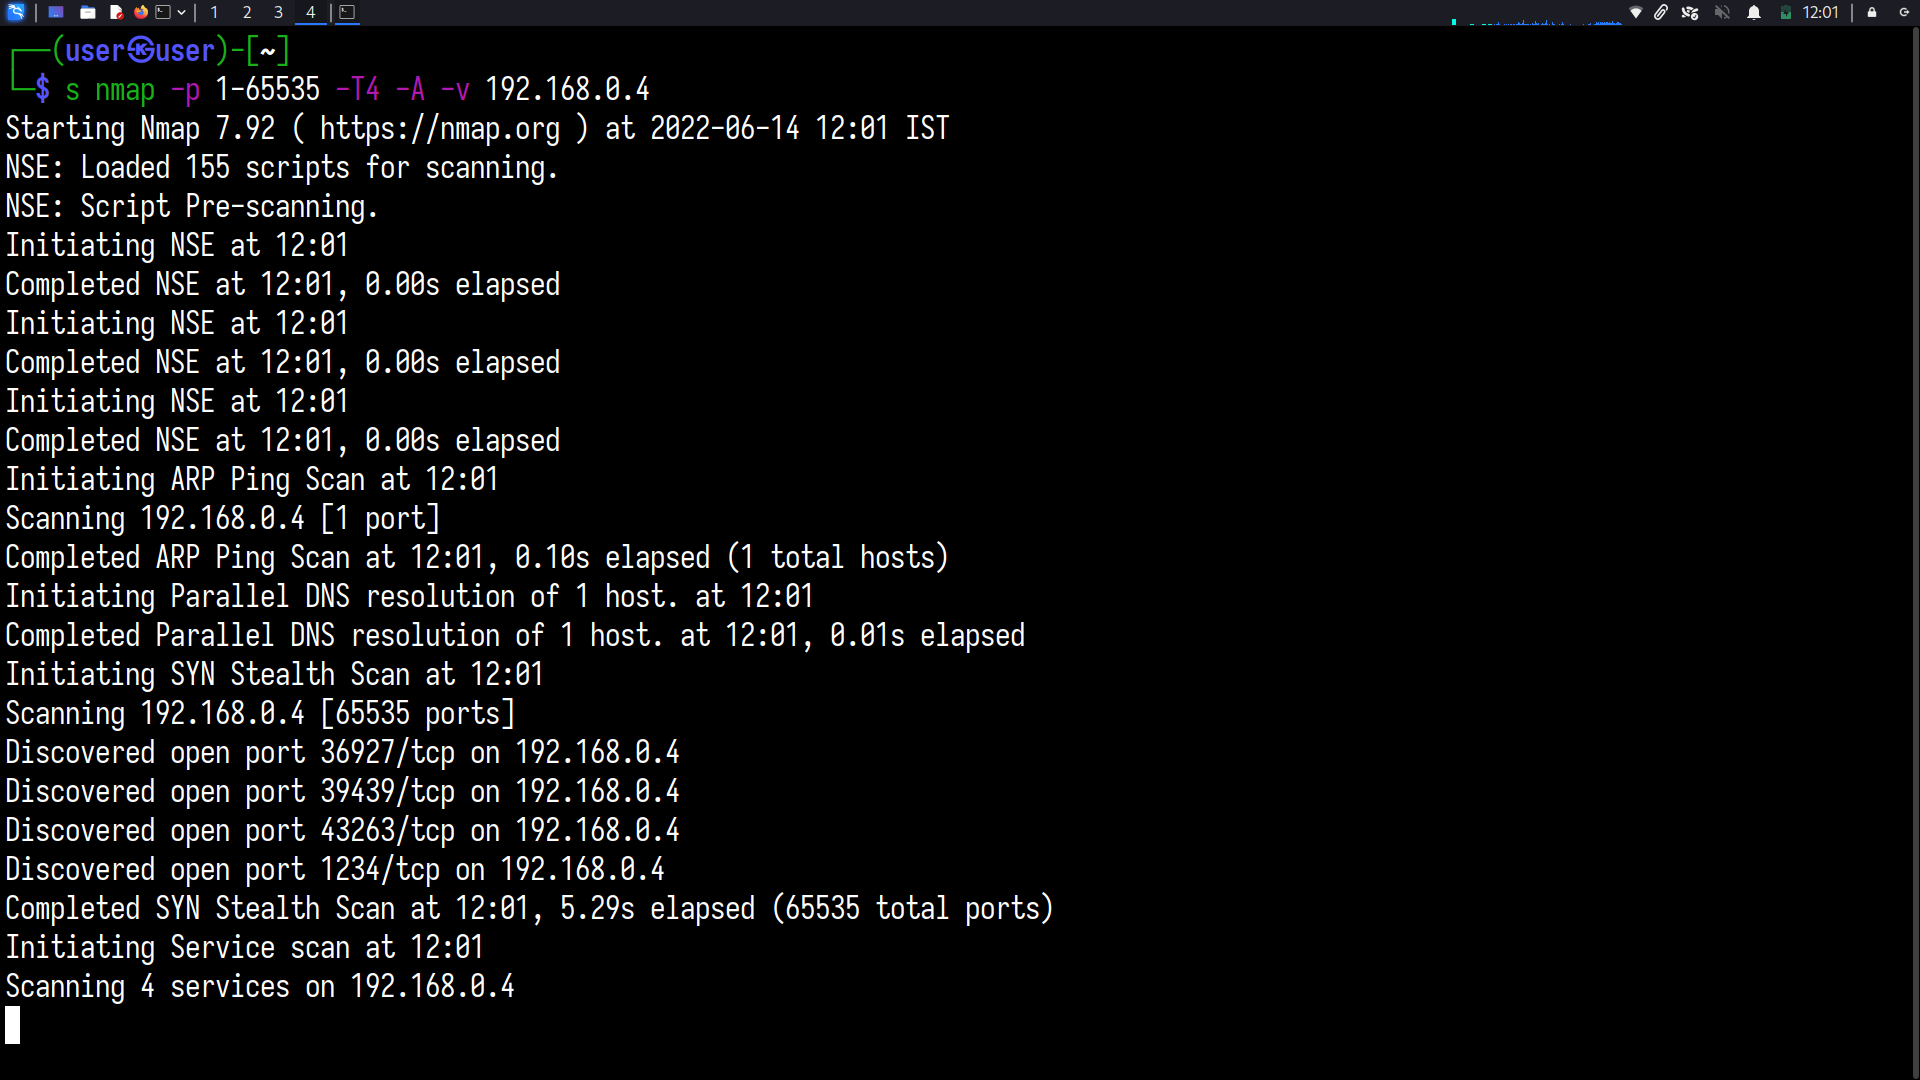 1 2 3 4 12:01
(user㉿user)-[~]
$ s nmap -p 1-65535 -T4 -A -v 192.168.0.4
Starting Nmap 7.92 ( https://nmap.org ) at 2022-06-14 12:01 IST
NSE: Loaded 155 scripts for scanning.
NSE: Script Pre-scanning.
Initiating NSE at 12:01
Completed NSE at 12:01, 0.00s elapsed
Initiating NSE at 12:01
Completed NSE at 12:01, 0.00s elapsed
Initiating NSE at 12:01
Completed NSE at 12:01, 0.00s elapsed
Initiating ARP Ping Scan at 12:01
Scanning 192.168.0.4 [1 port]
Completed ARP Ping Scan at 12:01, 0.10s elapsed (1 total hosts)
Initiating Parallel DNS resolution of 1 host. at 12:01
Completed Parallel DNS resolution of 1 host. at 12:01, 0.01s elapsed
Initiating SYN Stealth Scan at 12:01
Scanning 192.168.0.4 [65535 ports]
Discovered open port 36927/tcp on 192.168.0.4
Discovered open port 39439/tcp on 192.168.0.4
Discovered open port 43263/tcp on 192.168.0.4
Discovered open port 1234/tcp on 192.168.0.4
Completed SYN Stealth Scan at 12:01, 5.29s elapsed (65535 total ports)
Initiating Service scan at 12:01
Scanning 4 services on 192.168.0.4